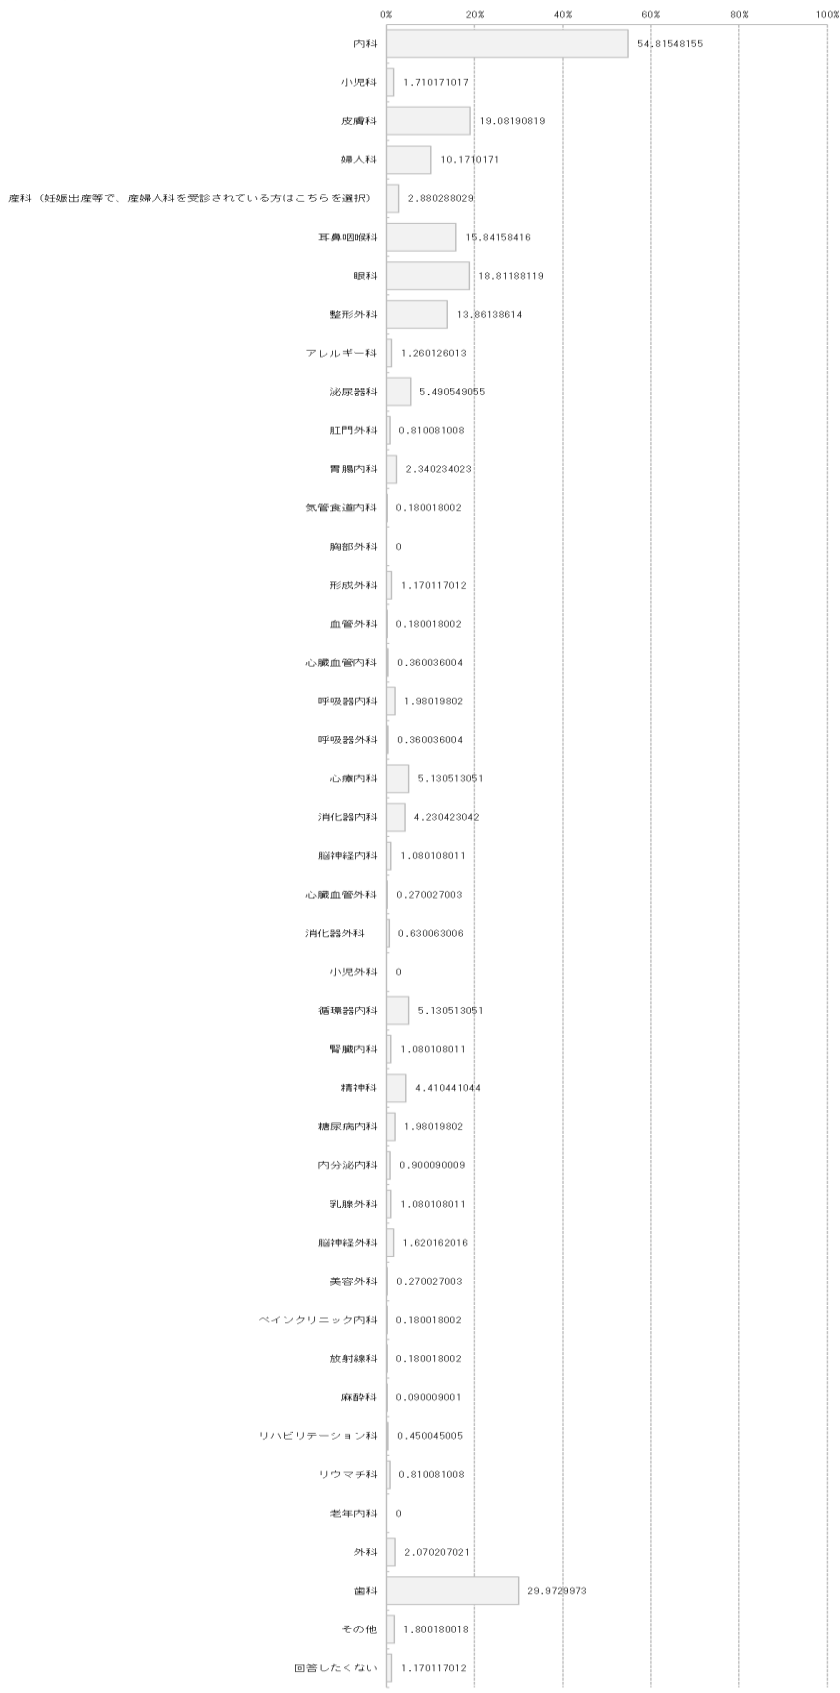 0% 20% 40% 60% 80% 100%
内科 54.81548155
小児科 1.710171017
皮膚科 19.08190819
婦人科 10.1710171
産科（妊娠出産等で、産婦人科を受診されている方はこちらを選択） 2.880288029
耳鼻咽喉科 15.84158416
眼科 18.81188119
整形外科 13.86138614
アレルギー科 1.260126013
泌尿器科 5.490549055
肛門外科 0.810081008
胃腸内科 2.340234023
気管食道内科 0.180018002
胸部外科 0
形成外科 1.170117012
血管外科 0.180018002
心臓血管内科 0.360036004
呼吸器内科 1.98019802
呼吸器外科 0.360036004
心療内科 5.130513051
消化器内科 4.230423042
脳神経内科 1.080108011
心臓血管外科 0.270027003
消化器外科 0.630063006
小児外科 0
循環器内科 5.130513051
腎臓内科 1.080108011
精神科 4.410441044
糖尿病内科 1.98019802
内分泌内科 0.900090009
乳腺外科 1.080108011
脳神経外科 1.620162016
美容外科 0.270027003
ペインクリニック内科 0.180018002
放射線科 0.180018002
麻酔科 0.090009001
リハビリテーション科 0.450045005
リウマチ科 0.810081008
老年内科 0
外科 2.070207021
歯科 29.9729973
その他 1.800180018
回答したくない 1.170117012